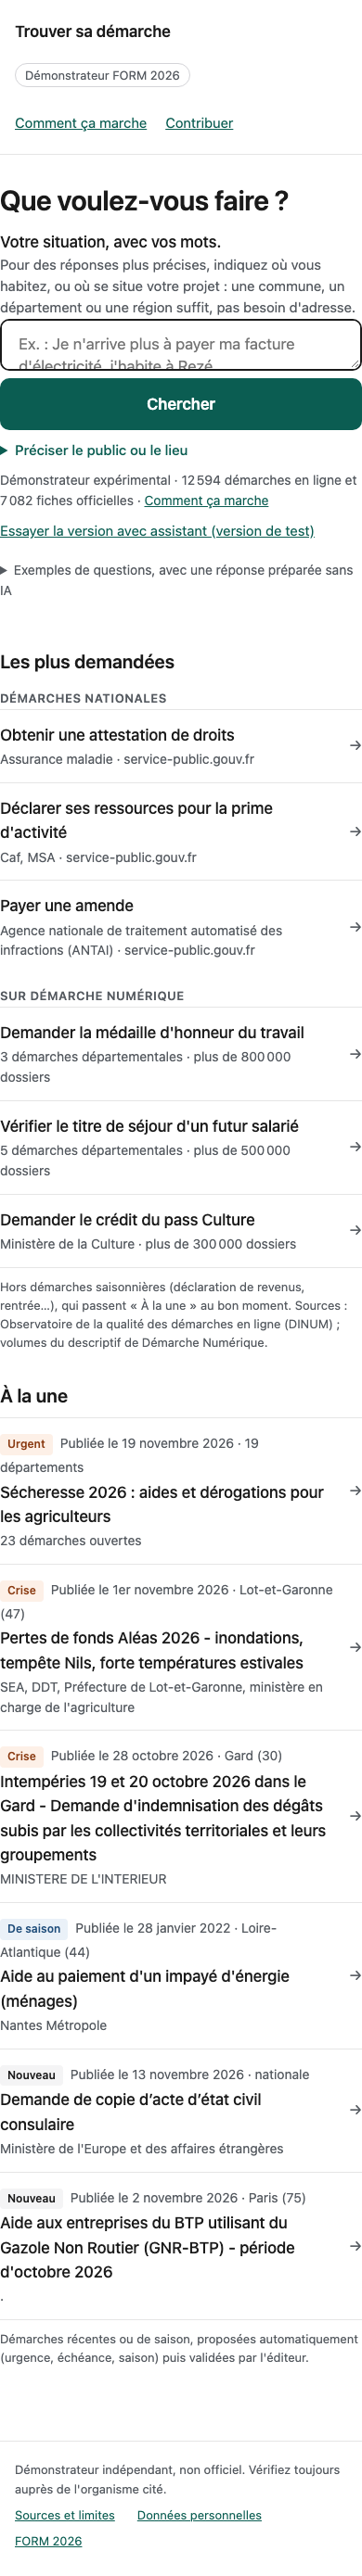 Trouver sa démarche
Démonstrateur FORM 2026
Comment ça marche Contribuer
Que voulez-vous faire ?
Votre situation, avec vos mots.
Pour des réponses plus précises, indiquez où vous
habitez, ou où se situe votre projet : une commune, un
département ou une région suffit, pas besoin d'adresse.
Ex. : Je n'arrive plus à payer ma facture
d'électricité, j'habite à Rezé
Chercher
Préciser le public ou le lieu
Démonstrateur expérimental · 12 594 démarches en ligne et
7 082 fiches officielles · Comment ça marche
Essayer la version avec assistant (version de test)
Exemples de questions, avec une réponse préparée sans
IA
Les plus demandées
DÉMARCHES NATIONALES
Obtenir une attestation de droits
Assurance maladie · service-public.gouv.fr
Déclarer ses ressources pour la prime
d'activité
Caf, MSA · service-public.gouv.fr
Payer une amende
Agence nationale de traitement automatisé des
infractions (ANTAI) · service-public.gouv.fr
SUR DÉMARCHE NUMÉRIQUE
Demander la médaille d'honneur du travail
3 démarches départementales · plus de 800 000
dossiers
Vérifier le titre de séjour d'un futur salarié
5 démarches départementales · plus de 500 000
dossiers
Demander le crédit du pass Culture
Ministère de la Culture · plus de 300 000 dossiers
Hors démarches saisonnières (déclaration de revenus,
rentrée…), qui passent « À la une » au bon moment. Sources :
Observatoire de la qualité des démarches en ligne (DINUM) ;
volumes du descriptif de Démarche Numérique.
À la une
Urgent Publiée le 19 novembre 2026 · 19
départements
Sécheresse 2026 : aides et dérogations pour
les agriculteurs
23 démarches ouvertes
Crise Publiée le 1er novembre 2026 · Lot-et-Garonne
(47)
Pertes de fonds Aléas 2026 - inondations,
tempête Nils, forte températures estivales
SEA, DDT, Préfecture de Lot-et-Garonne, ministère en
charge de l'agriculture
Crise Publiée le 28 octobre 2026 · Gard (30)
Intempéries 19 et 20 octobre 2026 dans le
Gard - Demande d'indemnisation des dégâts
subis par les collectivités territoriales et leurs
groupements
MINISTERE DE L'INTERIEUR
De saison Publiée le 28 janvier 2022 · Loire-
Atlantique (44)
Aide au paiement d'un impayé d'énergie
(ménages)
Nantes Métropole
Nouveau Publiée le 13 novembre 2026 · nationale
Demande de copie d’acte d’état civil
consulaire
Ministère de l'Europe et des affaires étrangères
Nouveau Publiée le 2 novembre 2026 · Paris (75)
Aide aux entreprises du BTP utilisant du
Gazole Non Routier (GNR-BTP) - période
d'octobre 2026
.
Démarches récentes ou de saison, proposées automatiquement
(urgence, échéance, saison) puis validées par l'éditeur.
Démonstrateur indépendant, non officiel. Vérifiez toujours
auprès de l'organisme cité.
Sources et limites Données personnelles
FORM 2026